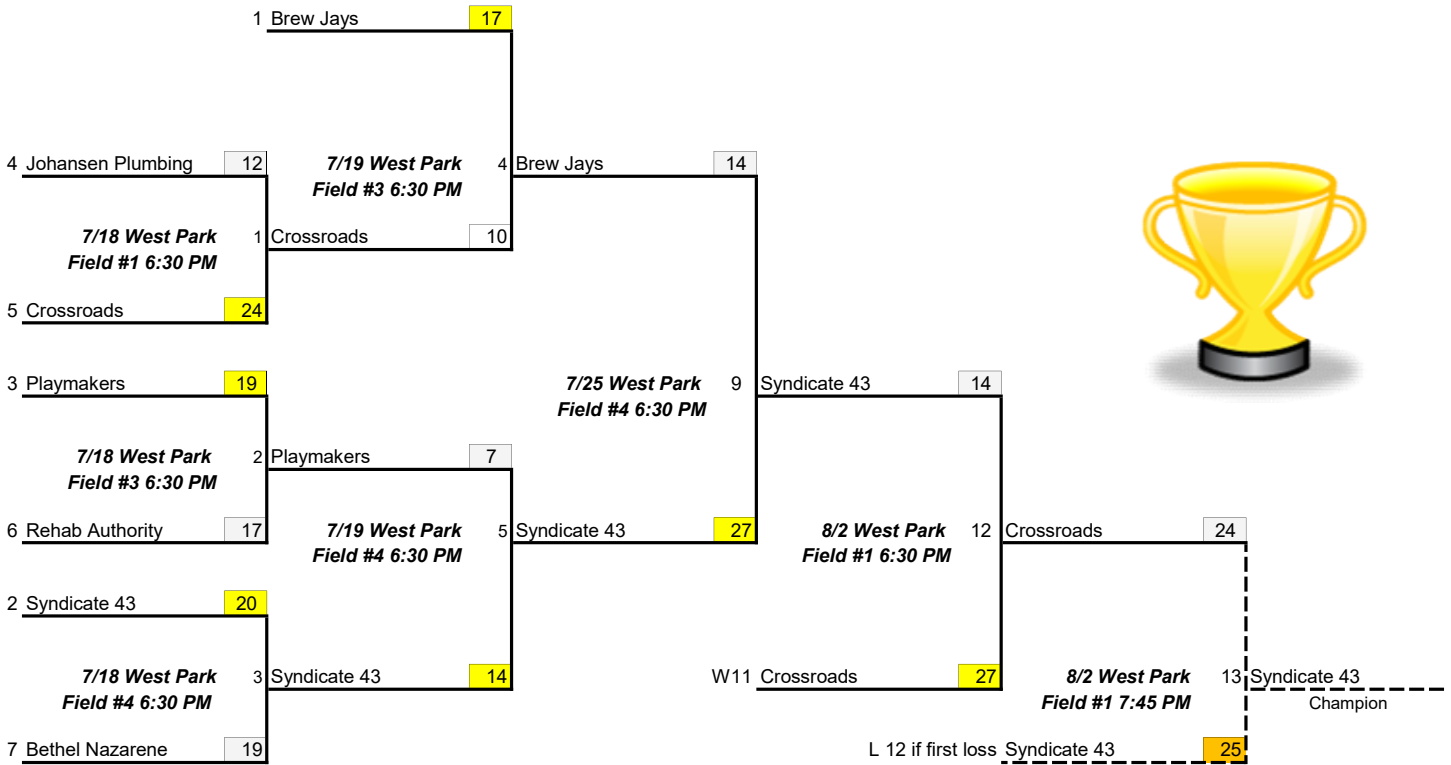 1 Brew Jays 17
4 Johansen Plumbing 12
7/19 West Park 4 Brew Jays 14
Field #3 6:30 PM
7/18 West Park 1 Crossroads 10
Field #1 6:30 PM
5 Crossroads 24
3 Playmakers 19
7/25 West Park 9 Syndicate 43 14
Field #4 6:30 PM
7/18 West Park 2 Playmakers 7
Field #3 6:30 PM
6 Rehab Authority 17
7/19 West Park 5 Syndicate 43 27
Field #4 6:30 PM
8/2 West Park 12 Crossroads 24
Field #1 6:30 PM
2 Syndicate 43 20
7/18 West Park 3 Syndicate 43 14
Field #4 6:30 PM
W11 Crossroads 27
8/2 West Park 13 Syndicate 43
Field #1 7:45 PM
Champion
7 Bethel Nazarene 19
L 12 if first loss Syndicate 43 25